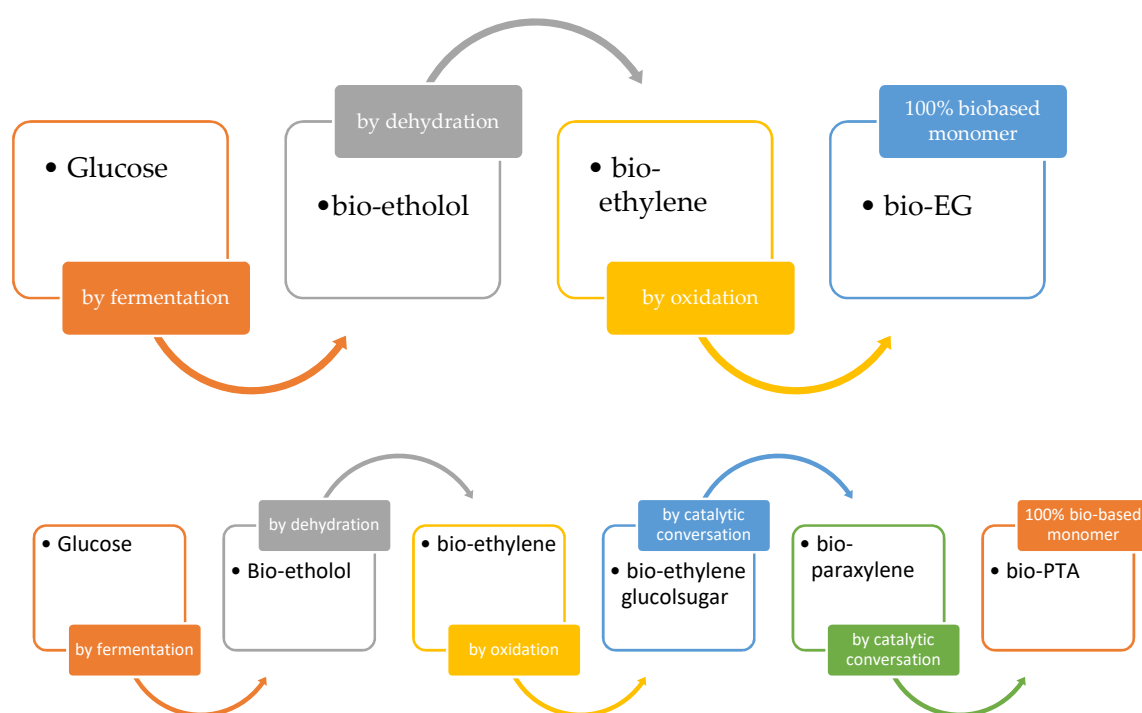 • Glucose
by fermentation
by dehydration
•bio-etholol
• bio-
ethylene
by oxidation
100% biobased
monomer
• bio-EG
• Glucose
by fermentation
by dehydration
• Bio-etholol
• bio-ethylene
by oxidation
by catalytic
conversation
• bio-ethylene
glucolsugar
• bio-
paraxylene
by catalytic
conversation
100% bio-based
monomer
• bio-PTA